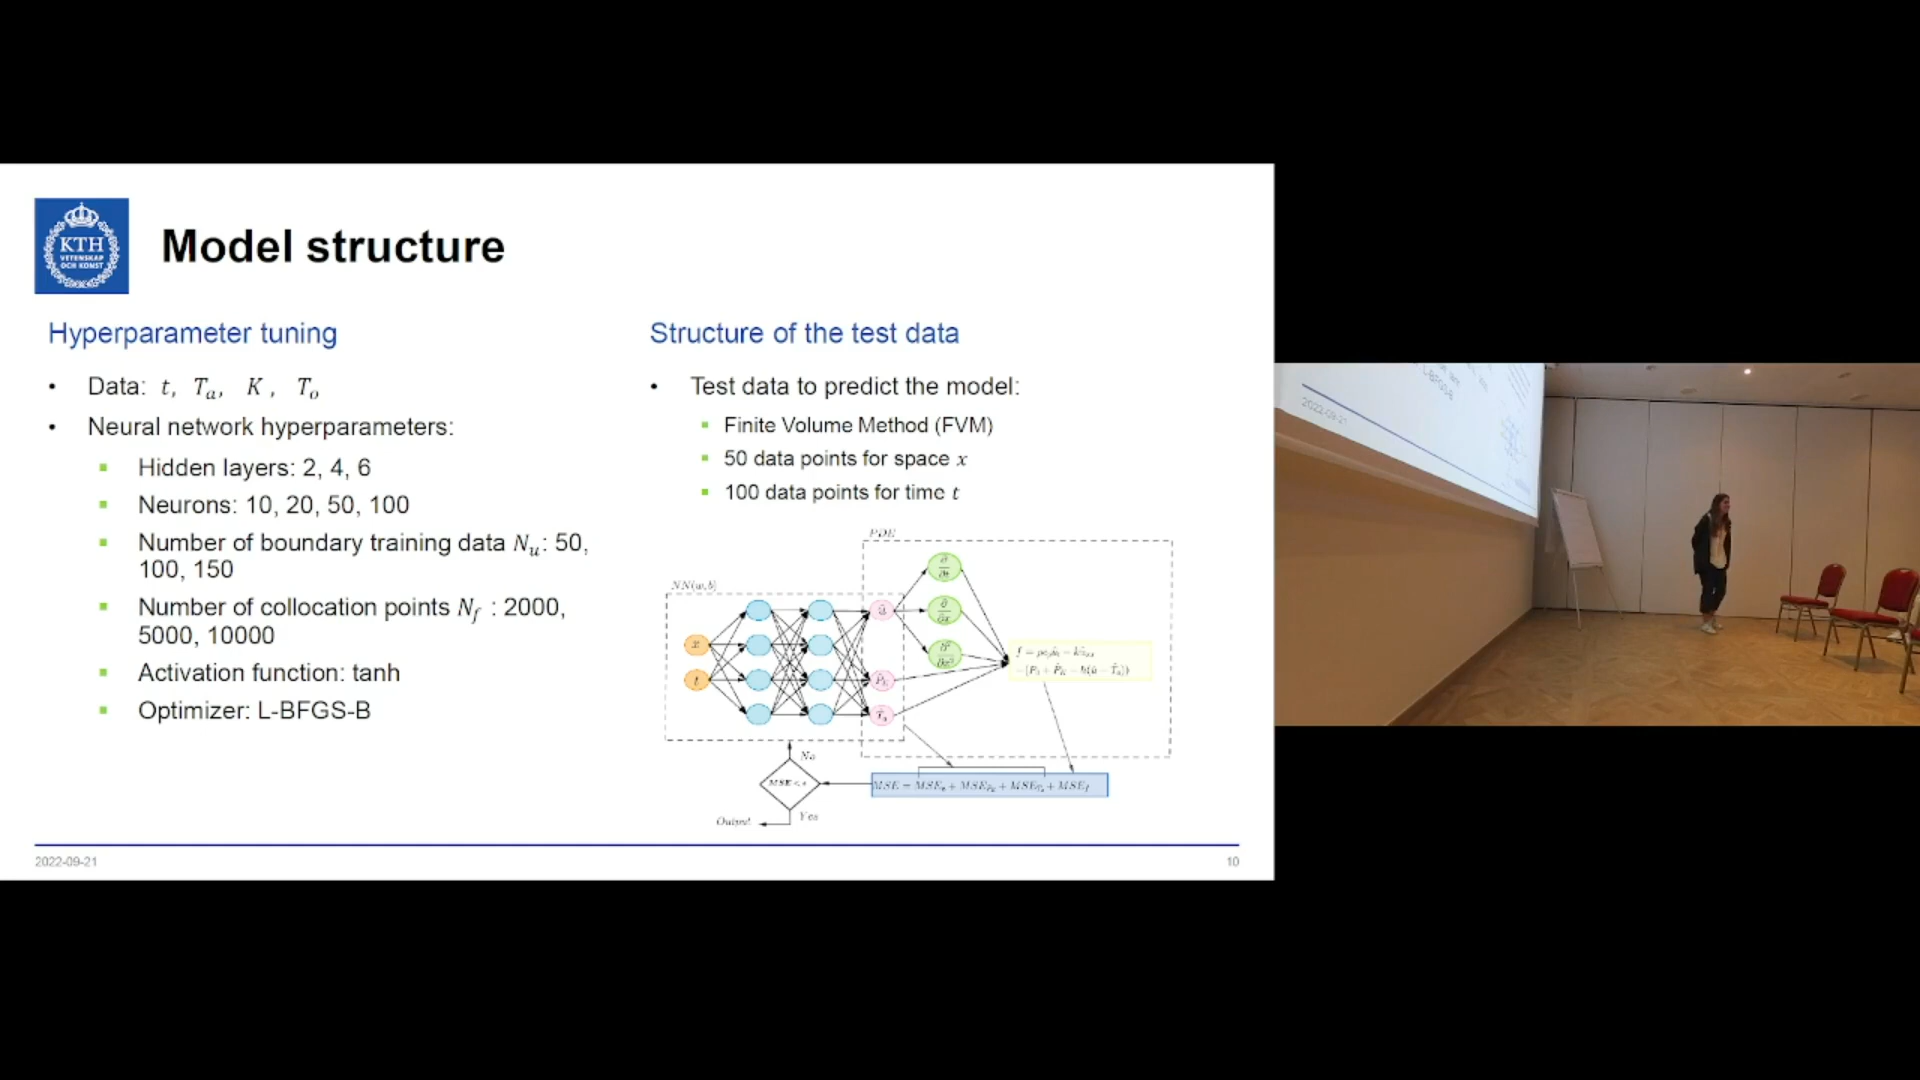 KTH
VETENSKAP
OCH KONST
Model structure
Hyperparameter tuning
• Data: t, Tₐ, K, Tₒ
• Neural network hyperparameters:
▪ Hidden layers: 2, 4, 6
▪ Neurons: 10, 20, 50, 100
▪ Number of boundary training data Nᵤ: 50,
100, 150
▪ Number of collocation points N_f : 2000,
5000, 10000
▪ Activation function: tanh
▪ Optimizer: L-BFGS-B
Structure of the test data
• Test data to predict the model:
▪ Finite Volume Method (FVM)
▪ 50 data points for space x
▪ 100 data points for time t
PDE
NN(w,b)
x
t
No
Yes
Output
2022-09-21
10
2022-09-21